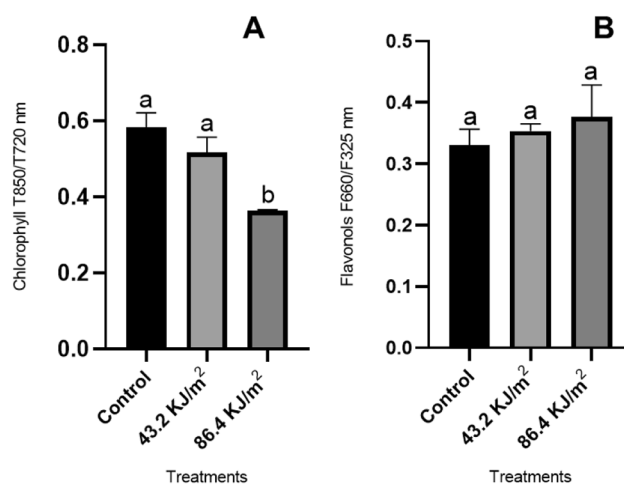 A
Chlorophyll T850/T720 nm
0.8
0.6
0.4
0.2
0.0
a
a
b
Control
43.2 KJ/m²
86.4 KJ/m²
Treatments
B
Flavonols F660/F325 nm
0.5
0.4
0.3
0.2
0.1
0.0
a
a
a
Control
43.2 KJ/m²
86.4 KJ/m²
Treatments